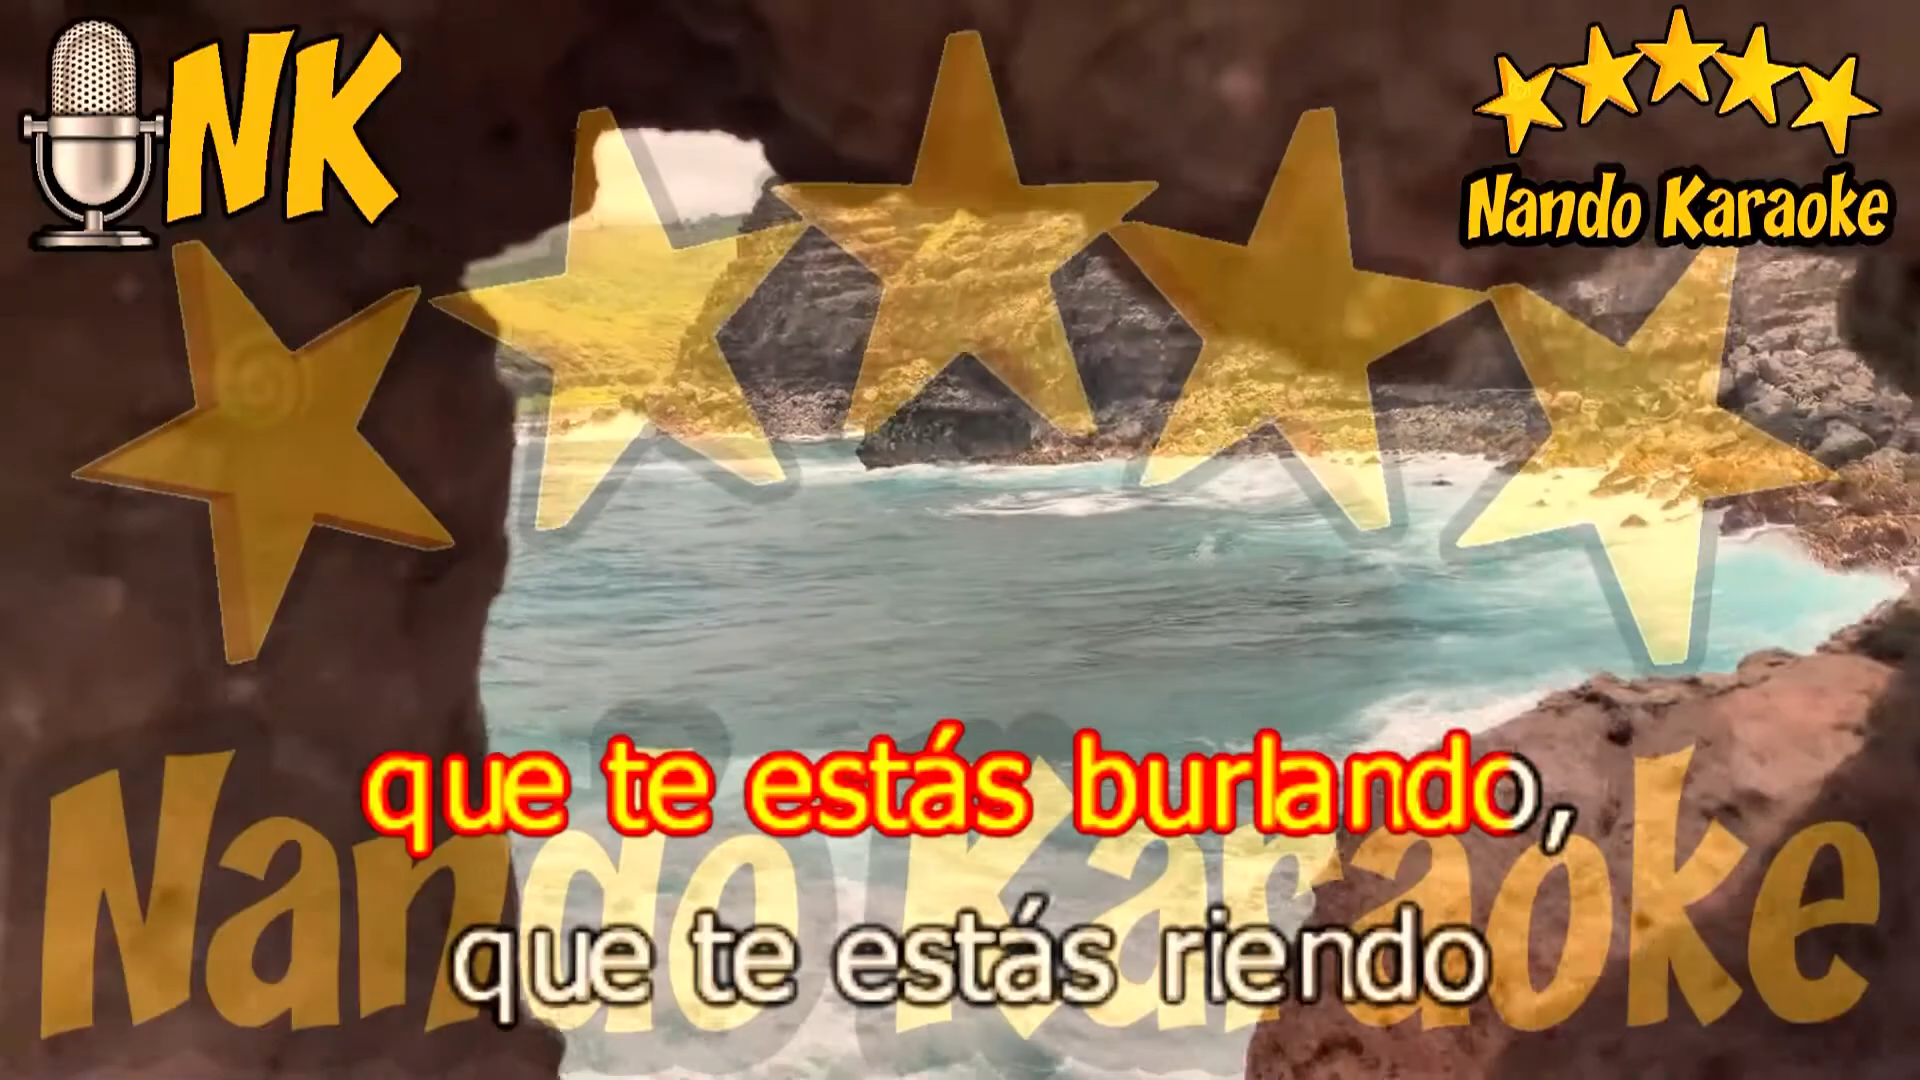 NK
Nando Karaoke
que te estás burlando,
que te estás riendo
Nando Karaoke